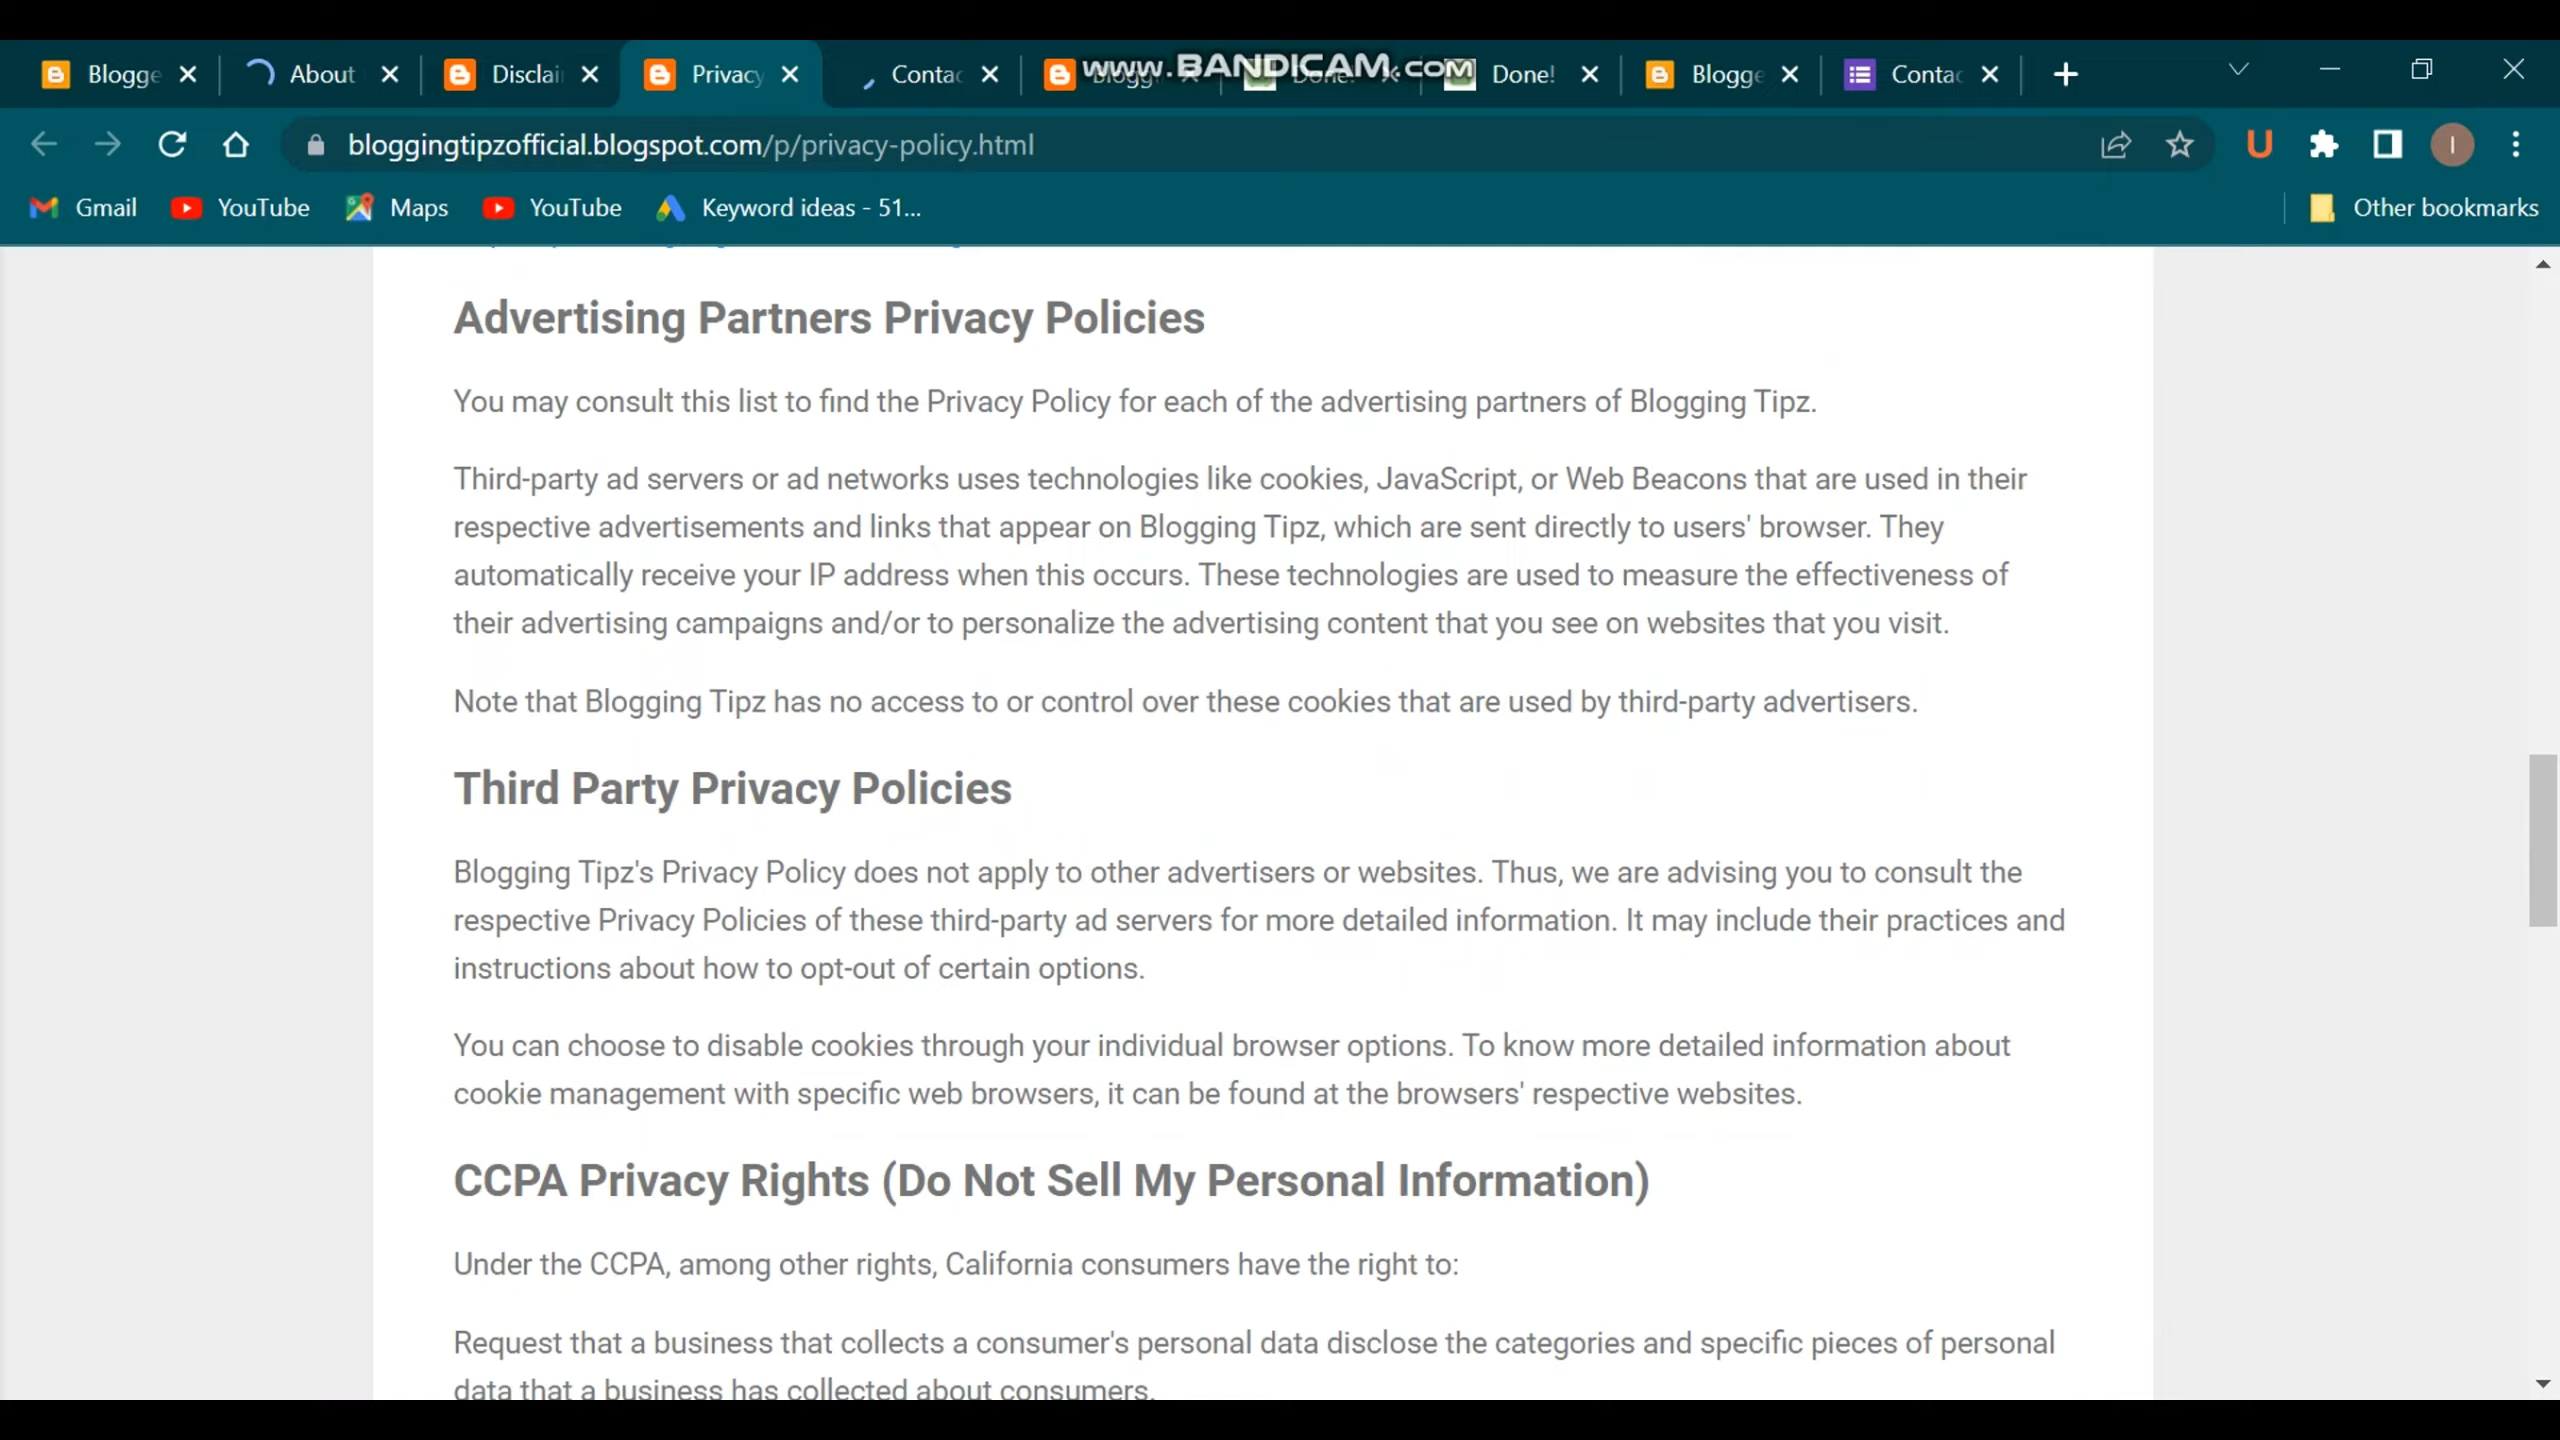 Blogge
About
Disclai
Privacy
Contac
www.BANDICAM.com
Done!
Blogge
Contac
bloggingtipzofficial.blogspot.com/p/privacy-policy.html
U
I
Gmail
YouTube
Maps
YouTube
Keyword ideas - 51...
Other bookmarks
Advertising Partners Privacy Policies
You may consult this list to find the Privacy Policy for each of the advertising partners of Blogging Tipz.
Third-party ad servers or ad networks uses technologies like cookies, JavaScript, or Web Beacons that are used in their
respective advertisements and links that appear on Blogging Tipz, which are sent directly to users' browser. They
automatically receive your IP address when this occurs. These technologies are used to measure the effectiveness of
their advertising campaigns and/or to personalize the advertising content that you see on websites that you visit.
Note that Blogging Tipz has no access to or control over these cookies that are used by third-party advertisers.
Third Party Privacy Policies
Blogging Tipz's Privacy Policy does not apply to other advertisers or websites. Thus, we are advising you to consult the
respective Privacy Policies of these third-party ad servers for more detailed information. It may include their practices and
instructions about how to opt-out of certain options.
You can choose to disable cookies through your individual browser options. To know more detailed information about
cookie management with specific web browsers, it can be found at the browsers' respective websites.
CCPA Privacy Rights (Do Not Sell My Personal Information)
Under the CCPA, among other rights, California consumers have the right to:
Request that a business that collects a consumer's personal data disclose the categories and specific pieces of personal
data that a business has collected about consumers.